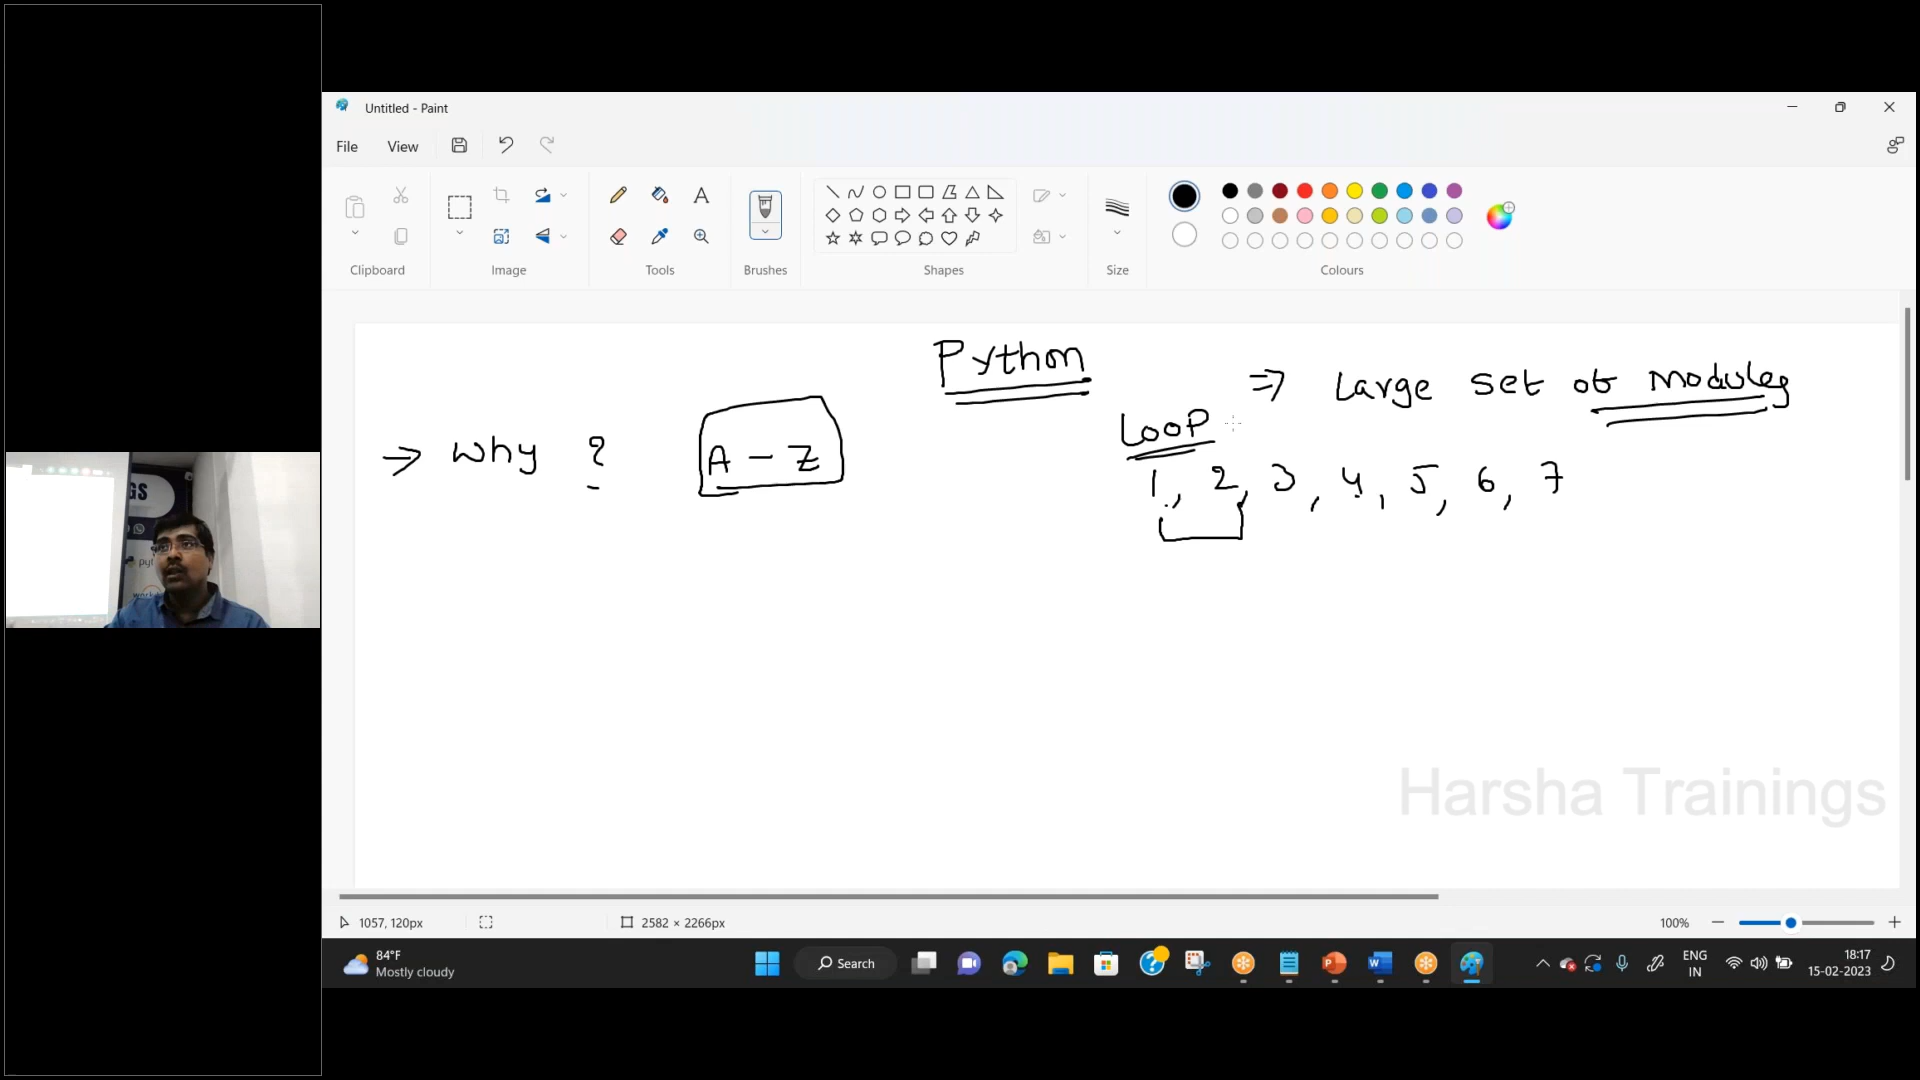 Untitled - Paint
File View
Clipboard Image Tools Brushes Shapes Size Colours
Python
⇒ Large set of Modules
Loop
→ Why ? A - Z
1, 2, 3, 4, 5, 6, 7
GS
Harsha Trainings
1057, 120px 2582 × 2266px 100%
84°F
Mostly cloudy
Search
ENG
IN
18:17
15-02-2023